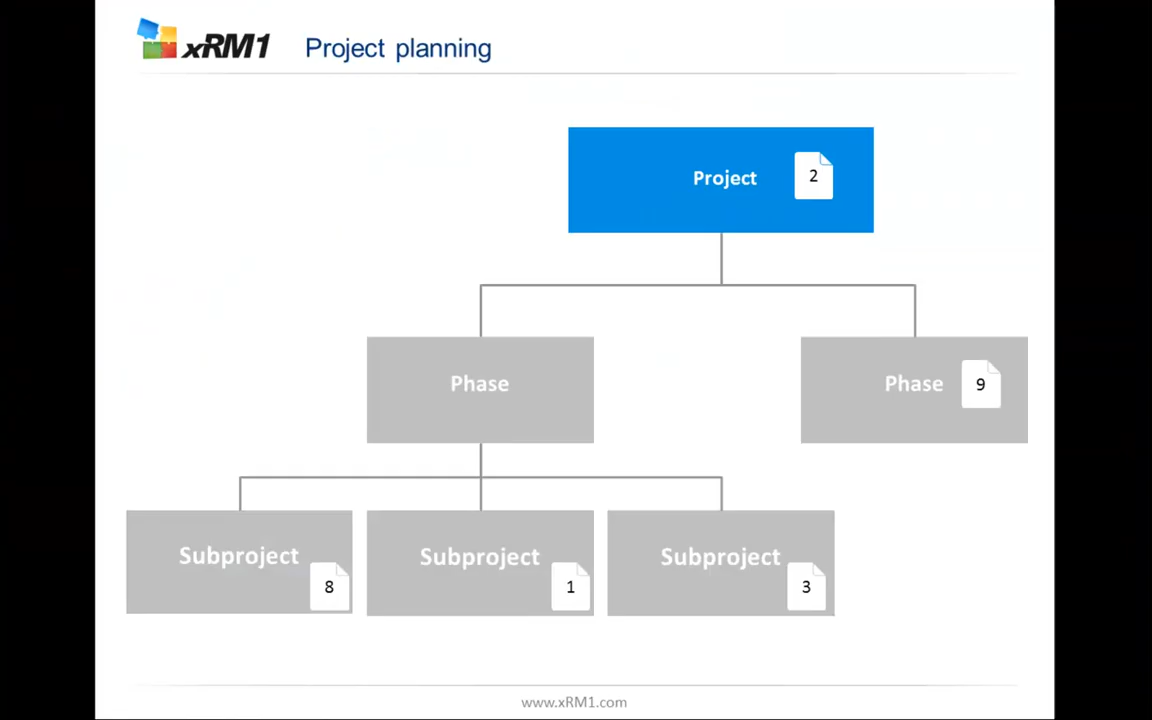 xRM1 Project planning
Project 2
Phase
Phase 9
Subproject 8
Subproject 1
Subproject 3
www.xRM1.com